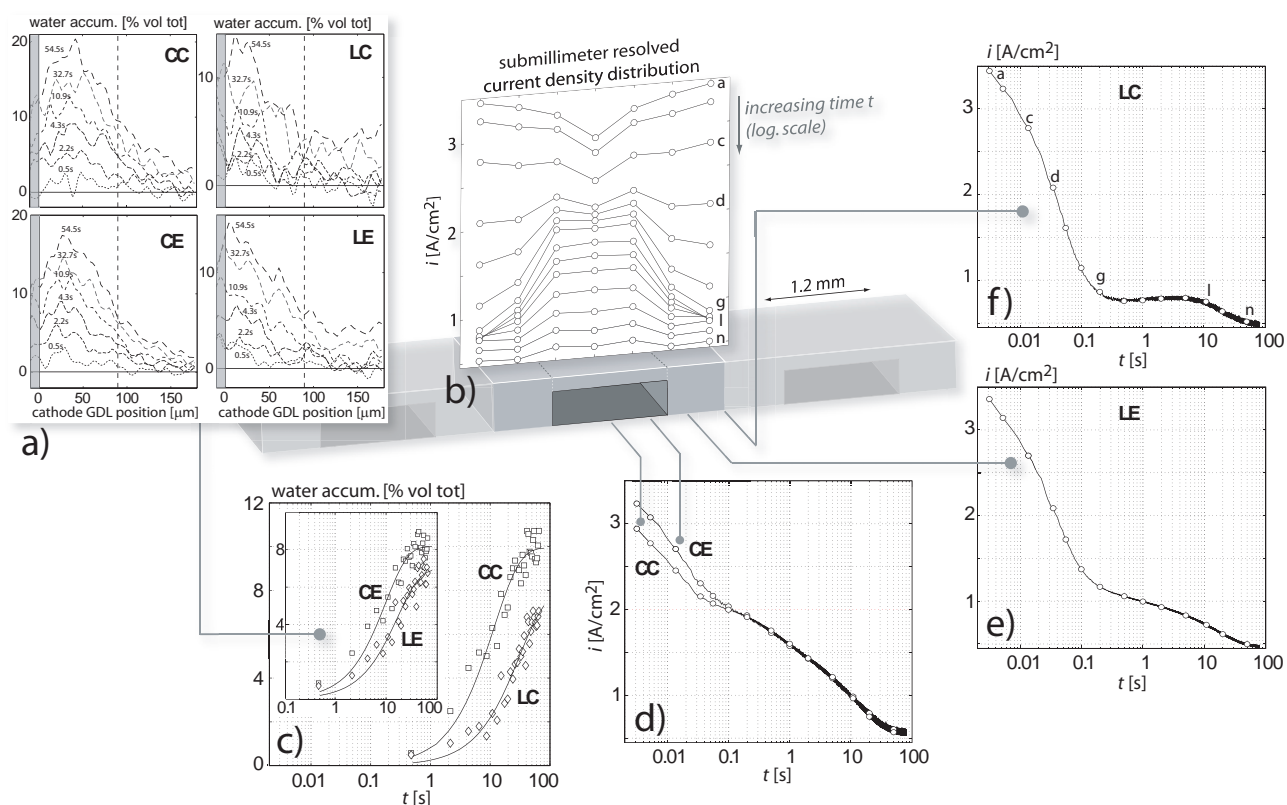 water accum. [% vol tot]
water accum. [% vol tot]
20
10
0
CC
54.5s
32.7s
10.9s
4.3s
2.2s
0.5s
10
0
LC
54.5s
32.7s
10.9s
4.3s
2.2s
0.5s
20
10
0
CE
54.5s
32.7s
10.9s
4.3s
2.2s
0.5s
10
0
LE
54.5s
32.7s
10.9s
4.3s
2.2s
0.5s
0 50 100 150
0 50 100 150
cathode GDL position [µm]
cathode GDL position [µm]
a)
submillimeter resolved
current density distribution
i [A/cm²]
3
2
1
a
c
d
g
l
n
increasing time t
(log. scale)
b)
1.2 mm
i [A/cm²]
LC
3
2
1
a
c
d
g
l
n
f)
0.01 0.1 1 10 100
t [s]
i [A/cm²]
LE
3
2
1
e)
0.01 0.1 1 10 100
t [s]
water accum. [% vol tot]
12
8
4
0
8
4
CE
LE
0.1 1 10 100
CC
LC
c)
0.01 0.1 1 10 100
t [s]
i [A/cm²]
3
2
1
CE
CC
d)
0.01 0.1 1 10 100
t [s]